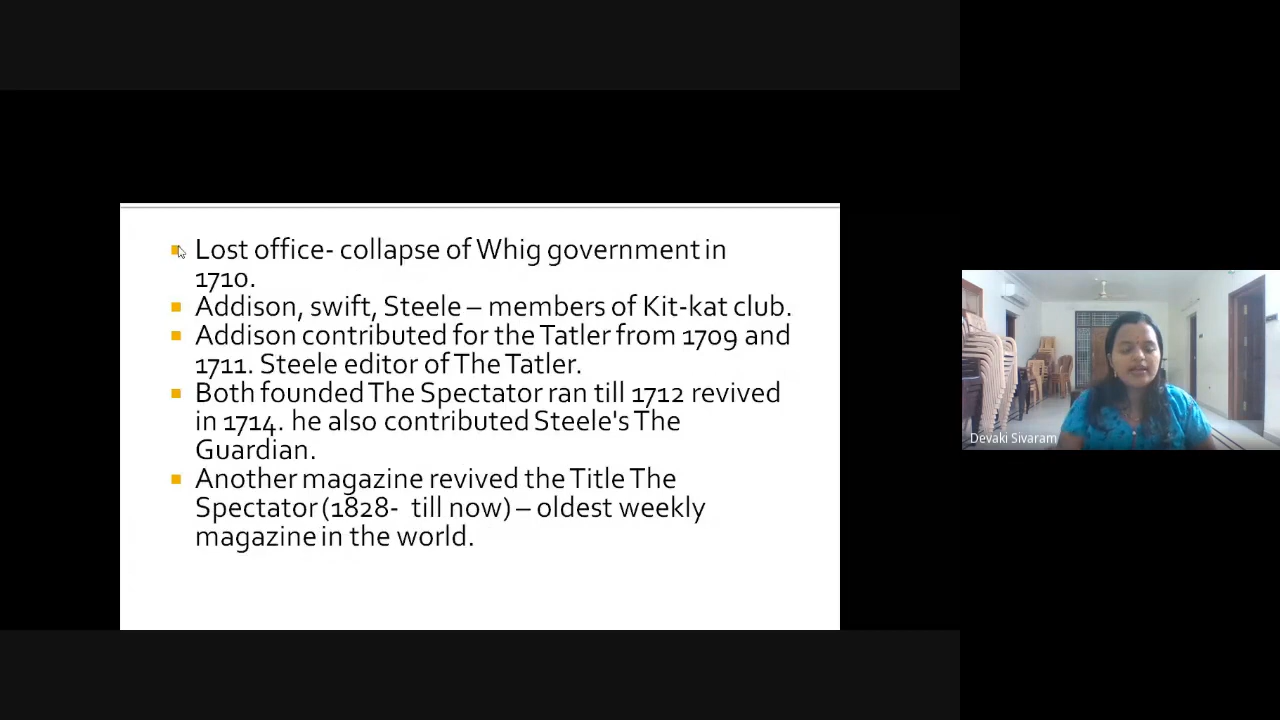 Lost office- collapse of Whig government in
1710.
Addison, swift, Steele – members of Kit-kat club.
Addison contributed for the Tatler from 1709 and
1711. Steele editor of The Tatler.
Both founded The Spectator ran till 1712 revived
in 1714. he also contributed Steele's The
Guardian.
Another magazine revived the Title The
Spectator (1828-  till now) – oldest weekly
magazine in the world.
Devaki Sivaram